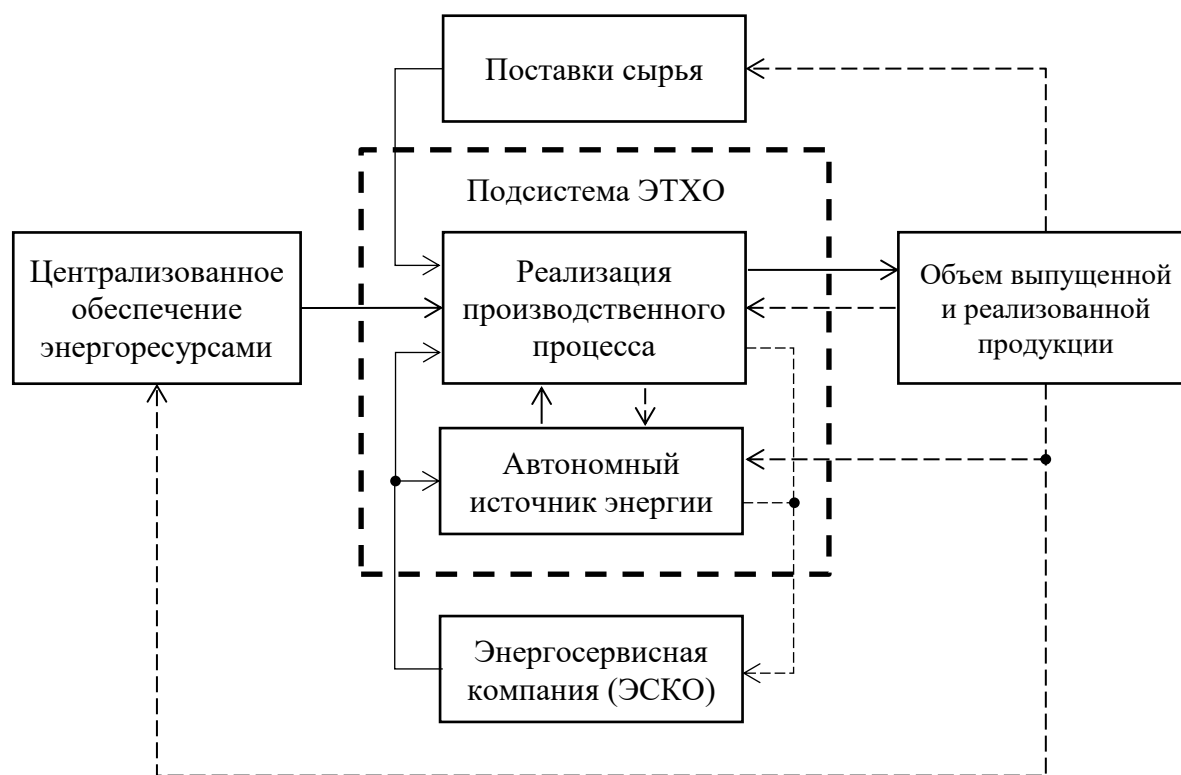 Поставки сырья
Подсистема ЭТХО
Централизованное
обеспечение
энергоресурсами
Реализация
производственного
процесса
Объем выпущенной
и реализованной
продукции
Автономный
источник энергии
Энергосервисная
компания (ЭСКО)